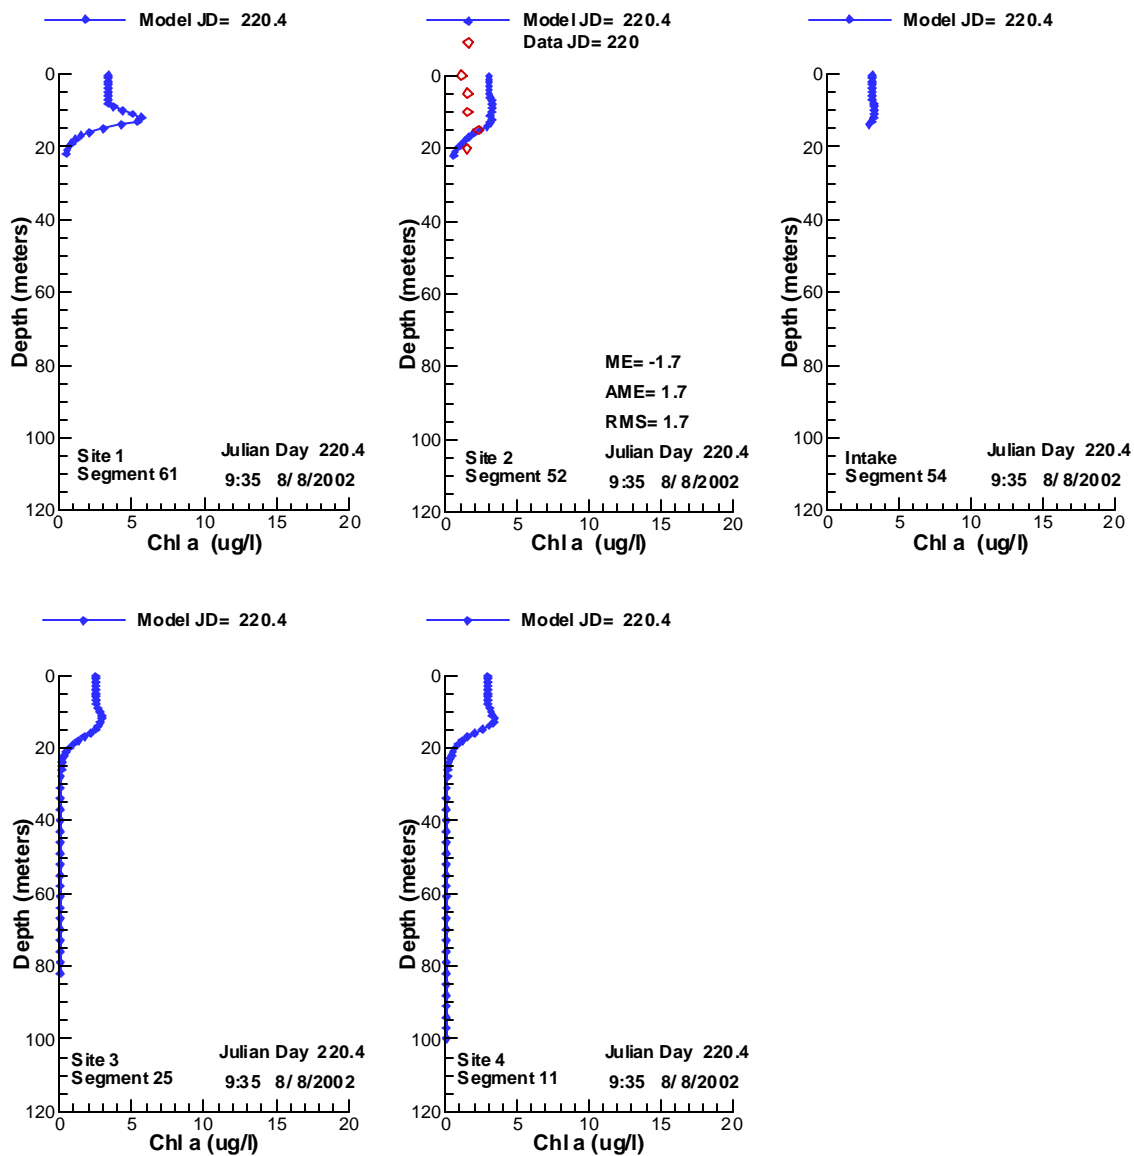 Model JD= 220.4
0
20
40
60
80
100
120
Depth (meters)
Site 1
Segment 61
Julian Day 220.4
9:35 8/ 8/2002
0 5 10 15 20
Chl a (ug/l)
Model JD= 220.4
Data JD= 220
0
20
40
60
80
100
120
Depth (meters)
ME= -1.7
AME= 1.7
RMS= 1.7
Site 2
Segment 52
Julian Day 220.4
9:35 8/ 8/2002
0 5 10 15 20
Chl a (ug/l)
Model JD= 220.4
0
20
40
60
80
100
120
Depth (meters)
Intake
Segment 54
Julian Day 220.4
9:35 8/ 8/2002
0 5 10 15 20
Chl a (ug/l)
Model JD= 220.4
0
20
40
60
80
100
120
Depth (meters)
Site 3
Segment 25
Julian Day 220.4
9:35 8/ 8/2002
0 5 10 15 20
Chl a (ug/l)
Model JD= 220.4
0
20
40
60
80
100
120
Depth (meters)
Site 4
Segment 11
Julian Day 220.4
9:35 8/ 8/2002
0 5 10 15 20
Chl a (ug/l)